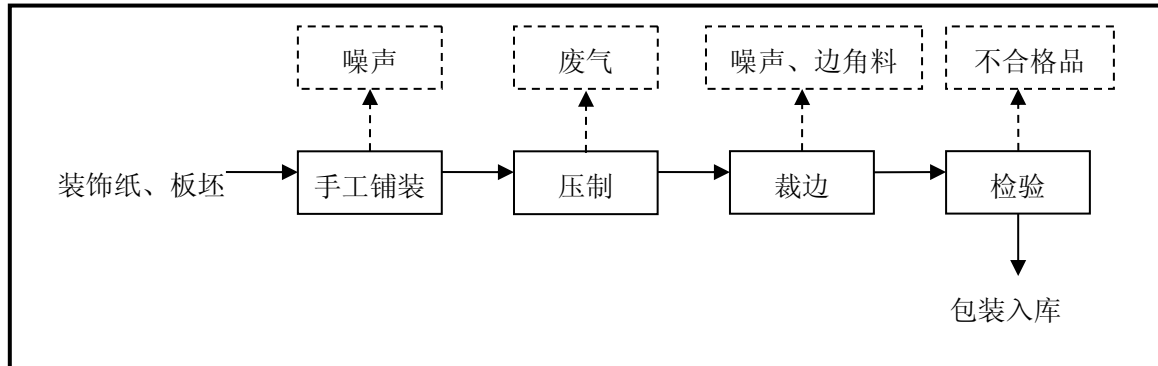 噪声
废气
噪声、边角料
不合格品
装饰纸、板坯
手工铺装
压制
裁边
检验
包装入库